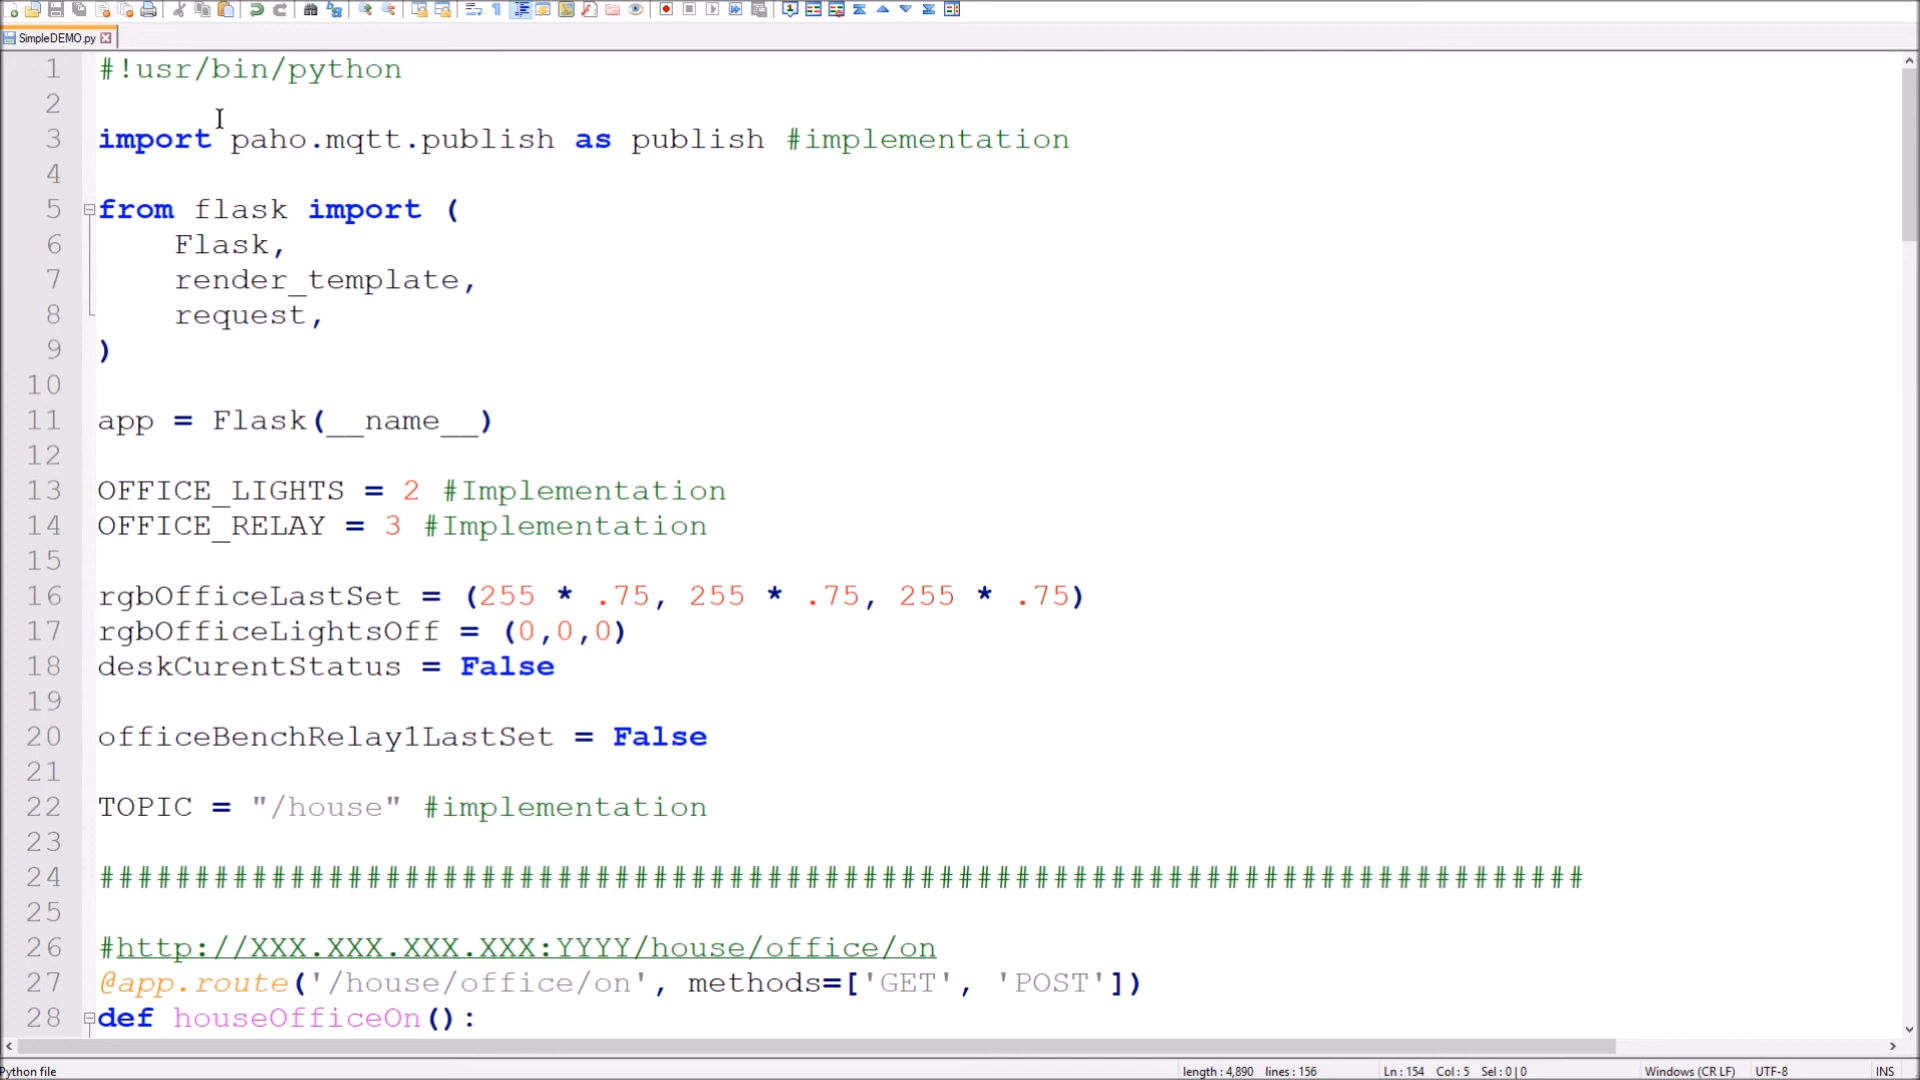 SimpleDEMO.py
1 #!usr/bin/python
2
3 import paho.mqtt.publish as publish #implementation
4
5 from flask import (
6 Flask,
7 render_template,
8 request,
9 )
10
11 app = Flask(__name__)
12
13 OFFICE_LIGHTS = 2 #Implementation
14 OFFICE_RELAY = 3 #Implementation
15
16 rgbOfficeLastSet = (255 * .75, 255 * .75, 255 * .75)
17 rgbOfficeLightsOff = (0,0,0)
18 deskCurentStatus = False
19
20 officeBenchRelay1LastSet = False
21
22 TOPIC = "/house" #implementation
23
24 ##############################################################################
25
26 #http://XXX.XXX.XXX.XXX:YYYY/house/office/on
27 @app.route('/house/office/on', methods=['GET', 'POST'])
28 def houseOfficeOn():
Python file length : 4,890 lines : 156 Ln : 154 Col : 5 Sel : 0 | 0 Windows (CR LF) UTF-8 INS